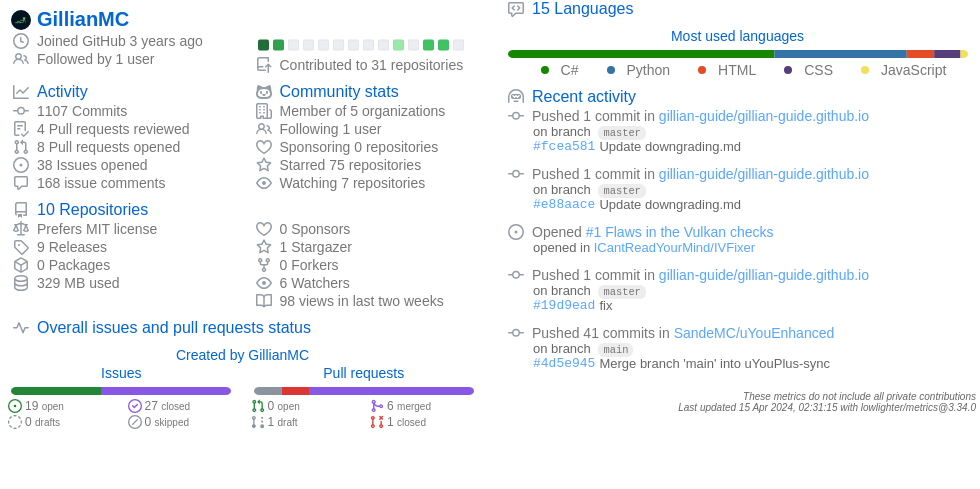 GillianMC
Joined GitHub 3 years ago
Followed by 1 user
Contributed to 31 repositories
Activity
1107 Commits
4 Pull requests reviewed
8 Pull requests opened
38 Issues opened
168 issue comments
Community stats
Member of 5 organizations
Following 1 user
Sponsoring 0 repositories
Starred 75 repositories
Watching 7 repositories
10 Repositories
Prefers MIT license
9 Releases
0 Packages
329 MB used
0 Sponsors
1 Stargazer
0 Forkers
6 Watchers
98 views in last two weeks
Overall issues and pull requests status
Created by GillianMC
Issues
19 open
27 closed
0 drafts
0 skipped
Pull requests
0 open
6 merged
1 draft
1 closed
15 Languages
Most used languages
C# Python HTML CSS JavaScript
Recent activity
Pushed 1 commit in gillian-guide/gillian-guide.github.io
on branch master
#fcea581 Update downgrading.md
Pushed 1 commit in gillian-guide/gillian-guide.github.io
on branch master
#e88aace Update downgrading.md
Opened #1 Flaws in the Vulkan checks
opened in ICantReadYourMind/IVFixer
Pushed 1 commit in gillian-guide/gillian-guide.github.io
on branch master
#19d9ead fix
Pushed 41 commits in SandeMC/uYouEnhanced
on branch main
#4d5e945 Merge branch 'main' into uYouPlus-sync
These metrics do not include all private contributions
Last updated 15 Apr 2024, 02:31:15 with lowlighter/metrics@3.34.0